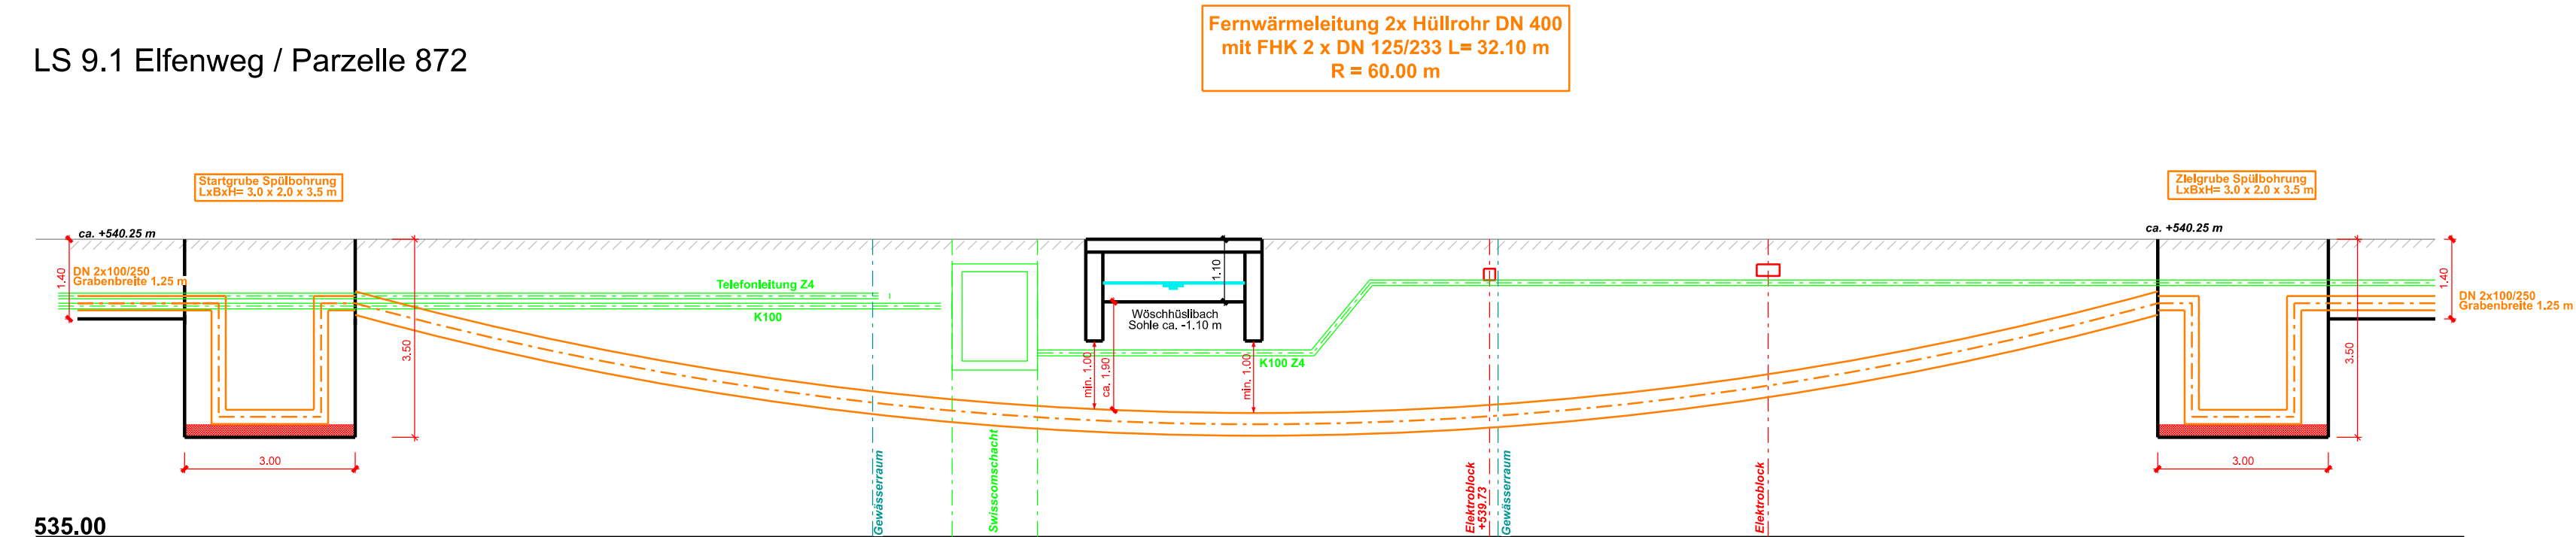 Fernwärmeleitung 2x Hüllrohr DN 400
mit FHK 2 x DN 125/233 L= 32.10 m
R = 60.00 m
LS 9.1 Elfenweg / Parzelle 872
Startgrube Spülbohrung
LxBxH= 3.0 x 2.0 x 3.5 m
Zielgrube Spülbohrung
LxBxH= 3.0 x 2.0 x 3.5 m
ca. +540.25 m
ca. +540.25 m
1.40
DN 2x100/250
Grabenbreite 1.25 m
Telefonleitung Z4
K100
3.50
1.10
Wöschhüslibach
Sohle ca. -1.10 m
min. 1.00
ca. 1.90
min. 1.00
K100 Z4
1.40
DN 2x100/250
Grabenbreite 1.25 m
3.50
3.00
3.00
Gewässerraum
Swisscomschacht
Elektroblock
+539.73
Gewässerraum
Elektroblock
535.00